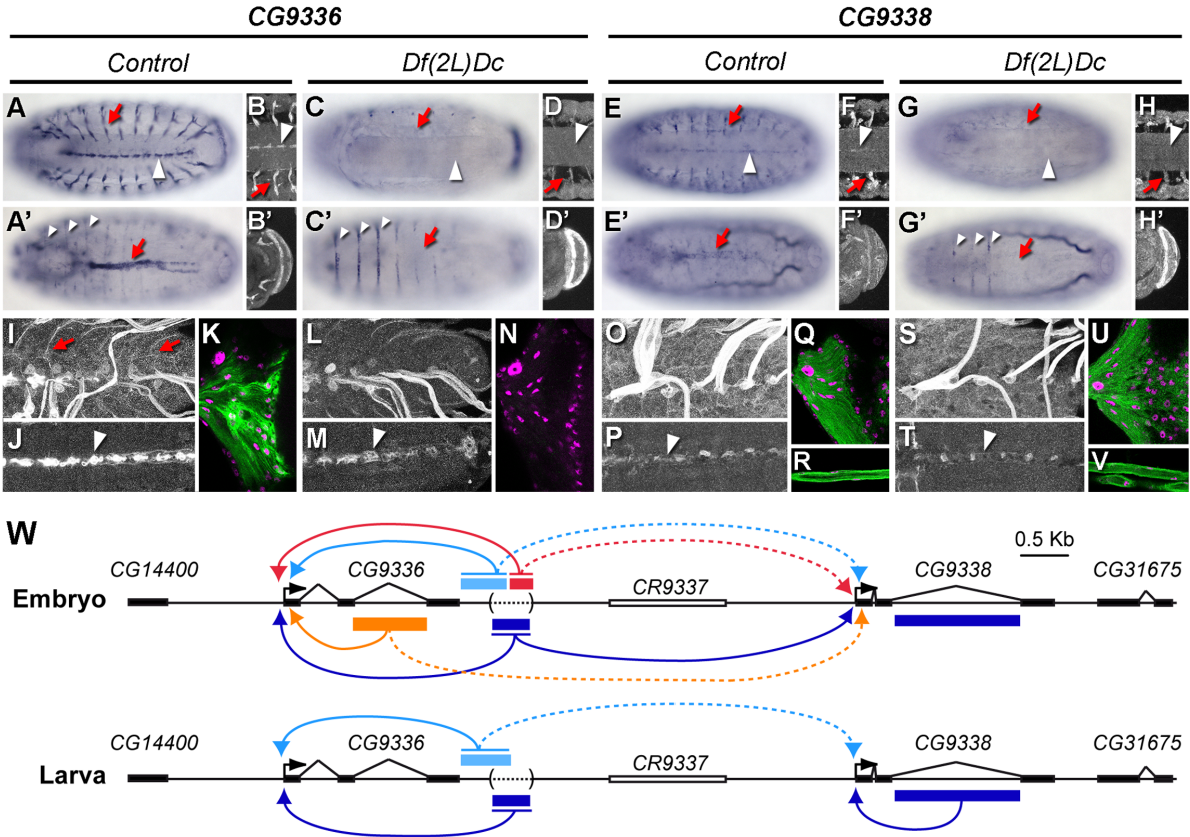 CG9336 CG9338
Control Df(2L)Dc Control Df(2L)Dc
A B C D E F G H
A' B' C' D' E' F' G' H'
I K L N O Q S U
J M P R T V
W
0.5 Kb
CG14400 CG9336 CR9337 CG9338 CG31675
Embryo
CG14400 CG9336 CR9337 CG9338 CG31675
Larva